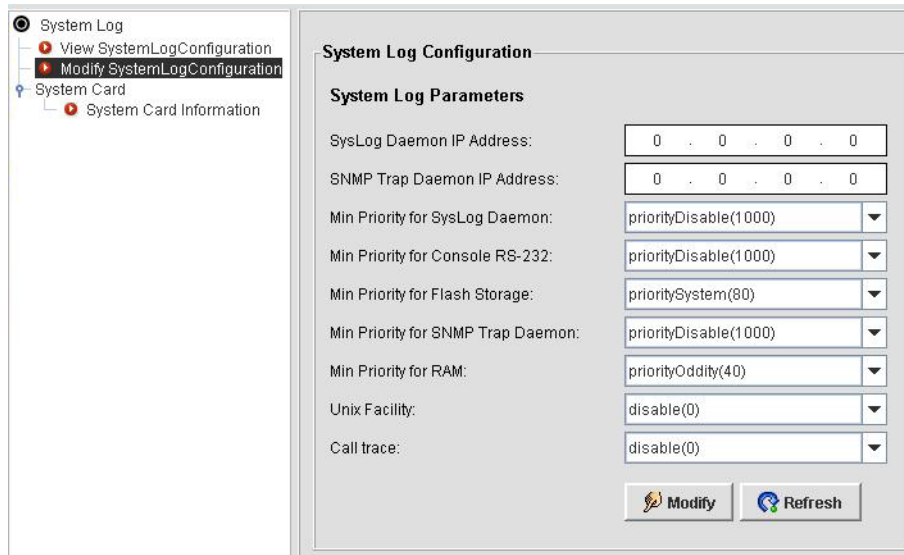 System Log
View SystemLogConfiguration
Modify SystemLogConfiguration
System Card
System Card Information
System Log Configuration
System Log Parameters
SysLog Daemon IP Address: 0 . 0 . 0 . 0
SNMP Trap Daemon IP Address: 0 . 0 . 0 . 0
Min Priority for SysLog Daemon: priorityDisable(1000)
Min Priority for Console RS-232: priorityDisable(1000)
Min Priority for Flash Storage: prioritySystem(80)
Min Priority for SNMP Trap Daemon: priorityDisable(1000)
Min Priority for RAM: priorityOddity(40)
Unix Facility: disable(0)
Call trace: disable(0)
Modify Refresh